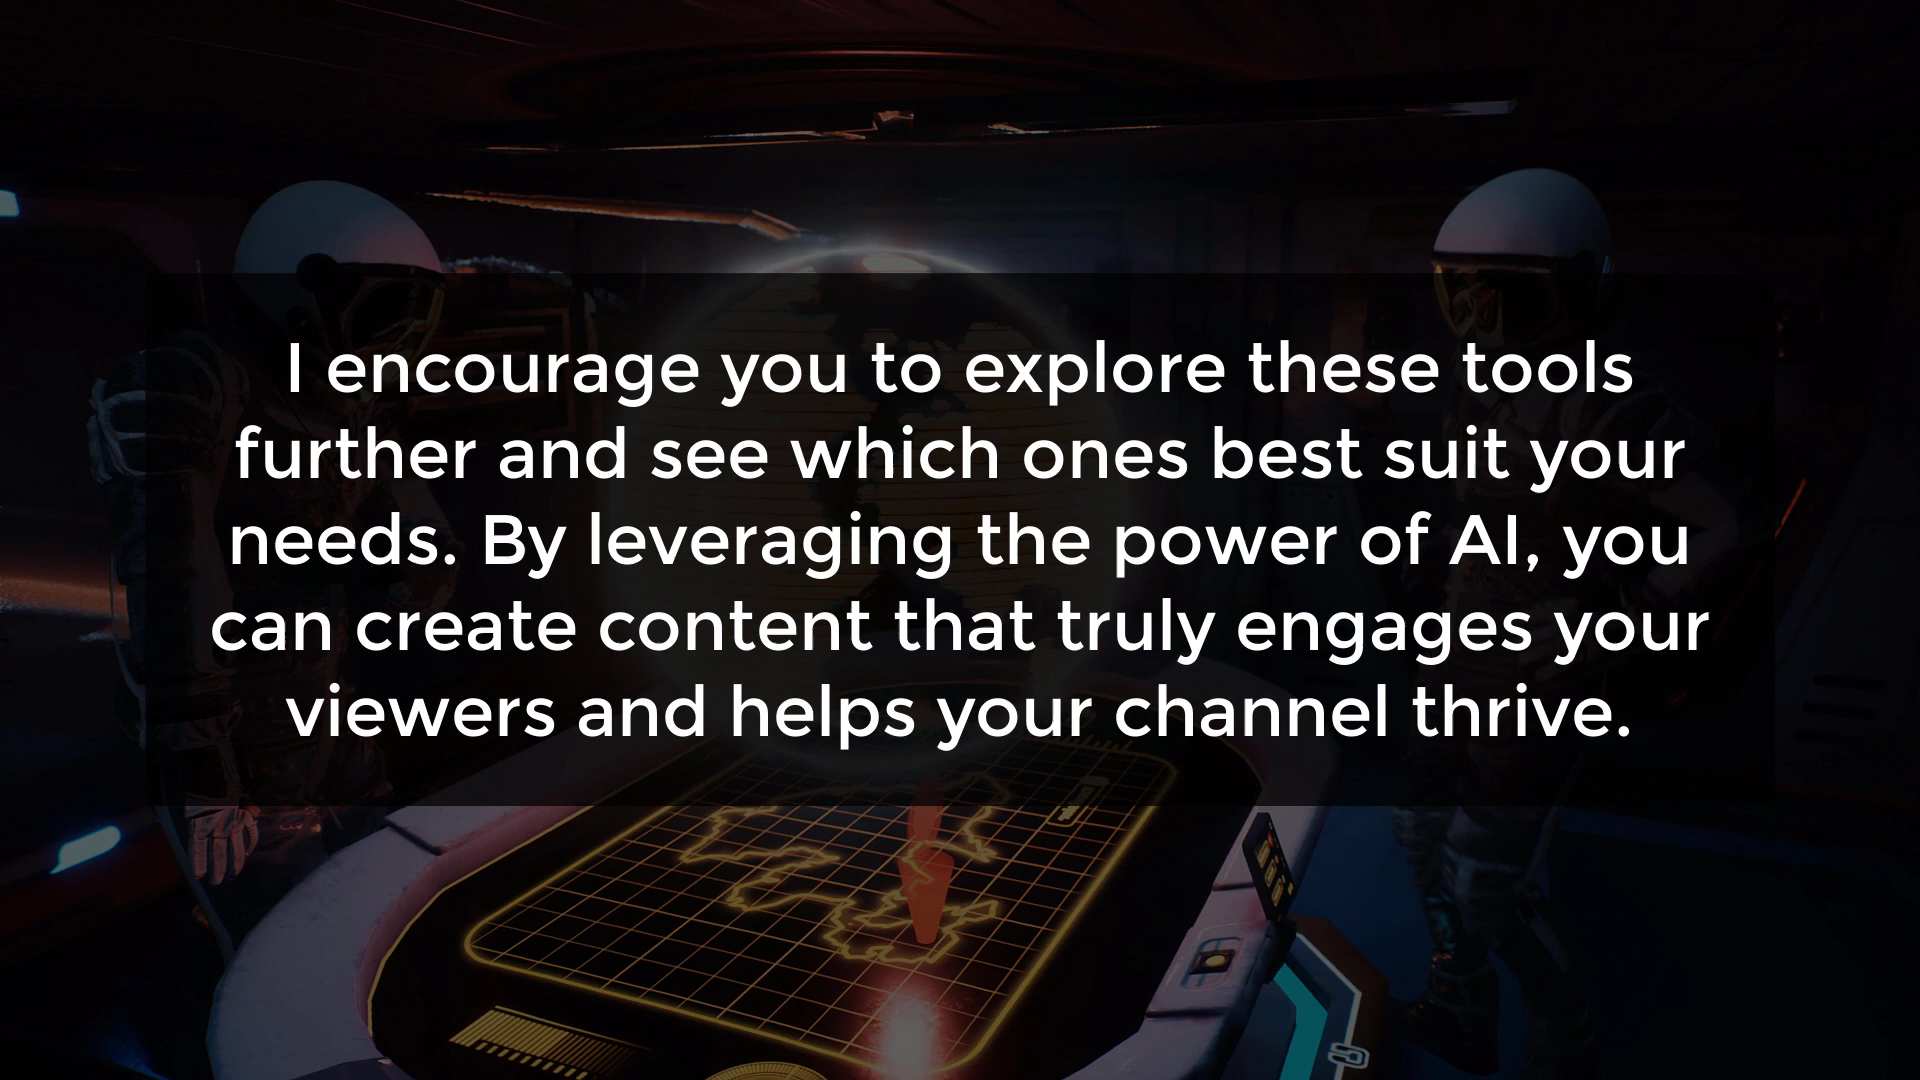 I encourage you to explore these tools
further and see which ones best suit your
needs. By leveraging the power of AI, you
can create content that truly engages your
viewers and helps your channel thrive.